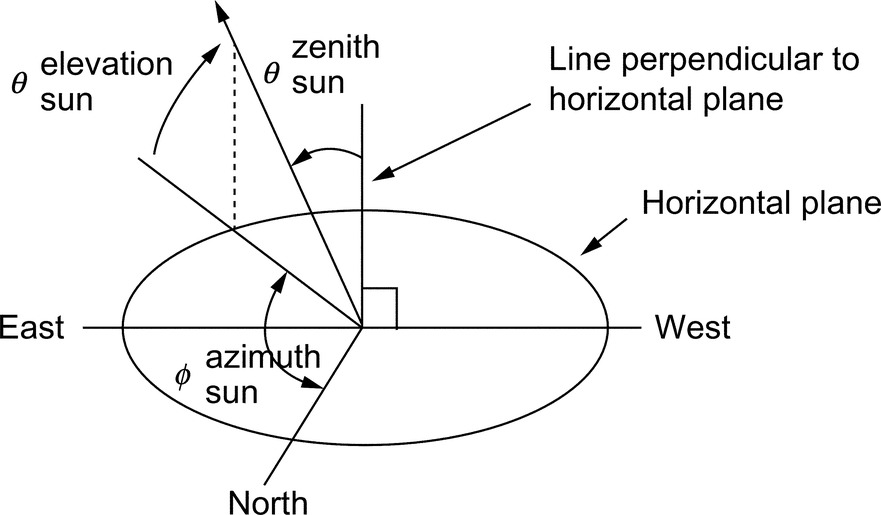 θ elevation
sun
θ zenith
sun
Line perpendicular to
horizontal plane
Horizontal plane
East
West
ϕ azimuth
sun
North